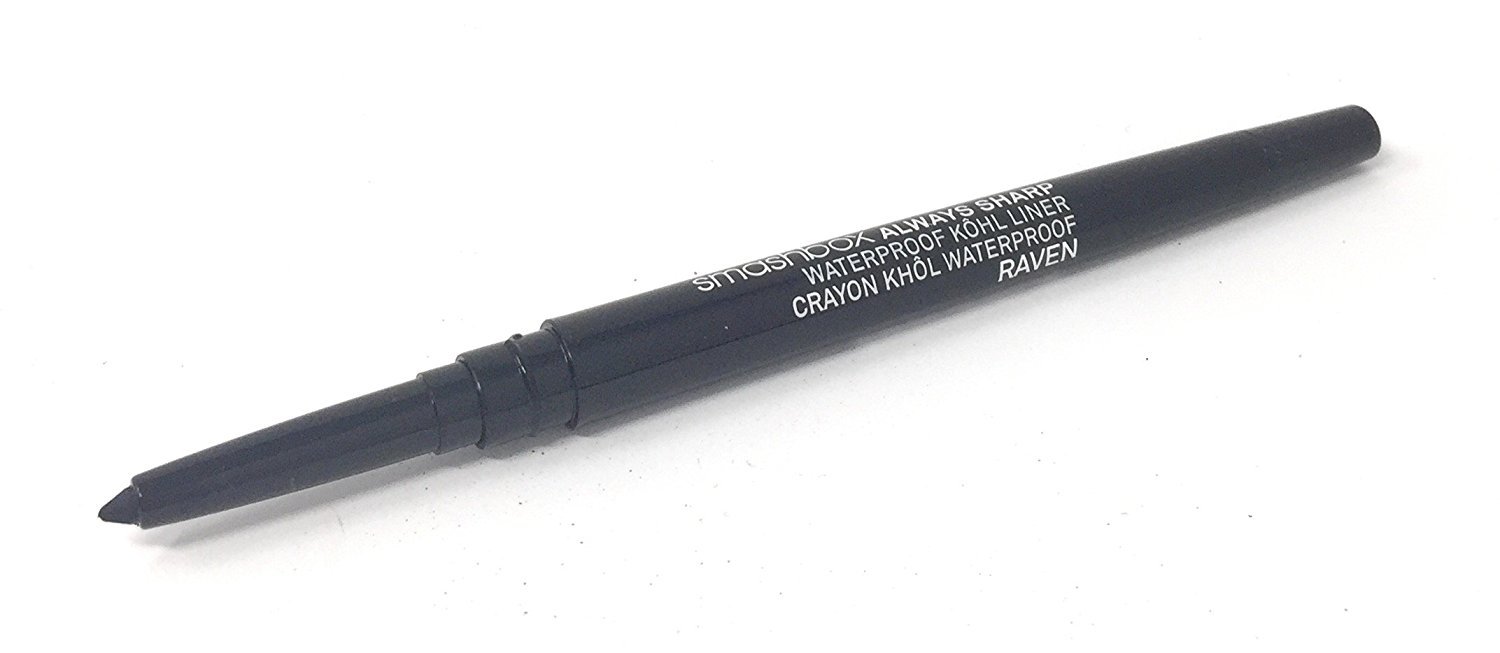 smashbox ALWAYS SHARP
WATERPROOF KÔHL LINER
CRAYON KHÔL WATERPROOF
RAVEN